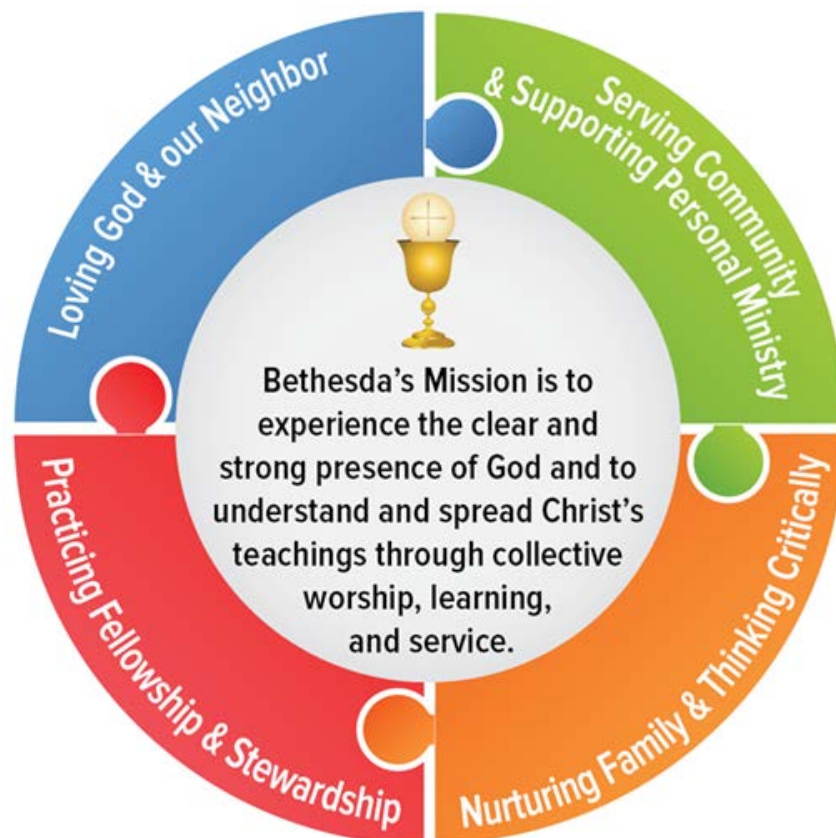 Loving God & our Neighbor
Serving Community
& Supporting Personal Ministry
Bethesda’s Mission is to
experience the clear and
strong presence of God and to
understand and spread Christ’s
teachings through collective
worship, learning,
and service.
Practicing Fellowship & Stewardship
Nurturing Family & Thinking Critically